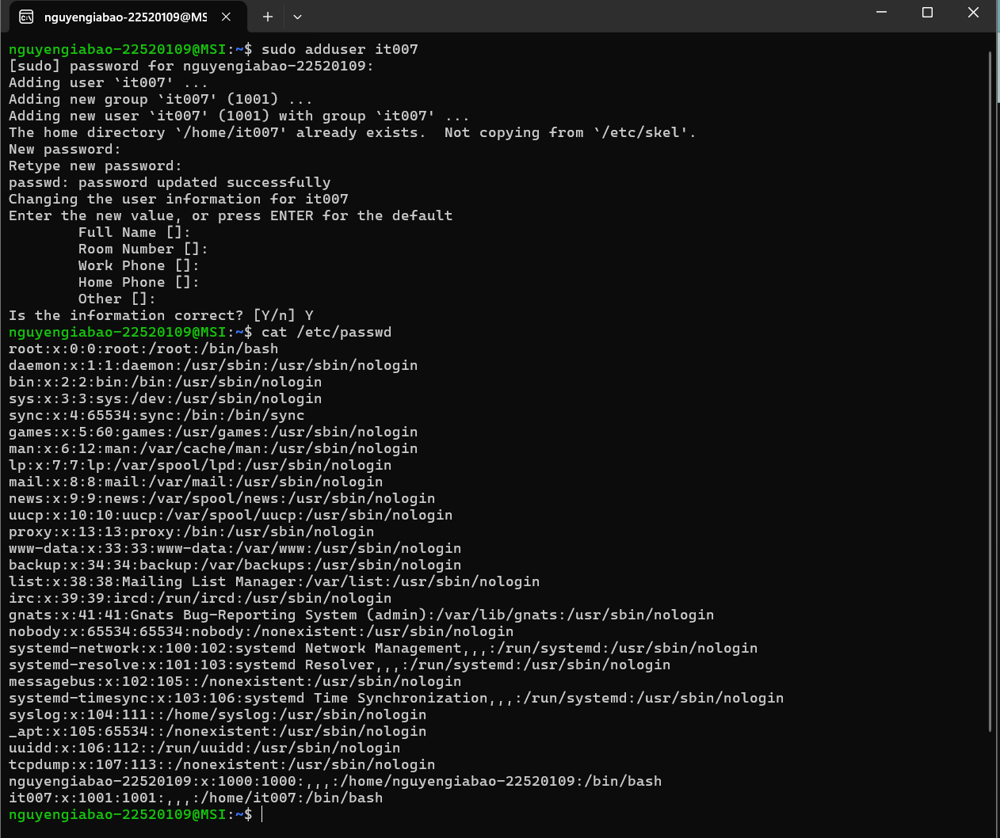 nguyengiabao-22520109@MS
nguyengiabao-22520109@MSI:~$ sudo adduser it007
[sudo] password for nguyengiabao-22520109:
Adding user `it007' ...
Adding new group `it007' (1001) ...
Adding new user `it007' (1001) with group `it007' ...
The home directory `/home/it007' already exists.  Not copying from `/etc/skel'.
New password:
Retype new password:
passwd: password updated successfully
Changing the user information for it007
Enter the new value, or press ENTER for the default
        Full Name []:
        Room Number []:
        Work Phone []:
        Home Phone []:
        Other []:
Is the information correct? [Y/n] Y
nguyengiabao-22520109@MSI:~$ cat /etc/passwd
root:x:0:0:root:/root:/bin/bash
daemon:x:1:1:daemon:/usr/sbin:/usr/sbin/nologin
bin:x:2:2:bin:/bin:/usr/sbin/nologin
sys:x:3:3:sys:/dev:/usr/sbin/nologin
sync:x:4:65534:sync:/bin:/bin/sync
games:x:5:60:games:/usr/games:/usr/sbin/nologin
man:x:6:12:man:/var/cache/man:/usr/sbin/nologin
lp:x:7:7:lp:/var/spool/lpd:/usr/sbin/nologin
mail:x:8:8:mail:/var/mail:/usr/sbin/nologin
news:x:9:9:news:/var/spool/news:/usr/sbin/nologin
uucp:x:10:10:uucp:/var/spool/uucp:/usr/sbin/nologin
proxy:x:13:13:proxy:/bin:/usr/sbin/nologin
www-data:x:33:33:www-data:/var/www:/usr/sbin/nologin
backup:x:34:34:backup:/var/backups:/usr/sbin/nologin
list:x:38:38:Mailing List Manager:/var/list:/usr/sbin/nologin
irc:x:39:39:ircd:/run/ircd:/usr/sbin/nologin
gnats:x:41:41:Gnats Bug-Reporting System (admin):/var/lib/gnats:/usr/sbin/nologin
nobody:x:65534:65534:nobody:/nonexistent:/usr/sbin/nologin
systemd-network:x:100:102:systemd Network Management,,,:/run/systemd:/usr/sbin/nologin
systemd-resolve:x:101:103:systemd Resolver,,,:/run/systemd:/usr/sbin/nologin
messagebus:x:102:105::/nonexistent:/usr/sbin/nologin
systemd-timesync:x:103:106:systemd Time Synchronization,,,:/run/systemd:/usr/sbin/nologin
syslog:x:104:111::/home/syslog:/usr/sbin/nologin
_apt:x:105:65534::/nonexistent:/usr/sbin/nologin
uuidd:x:106:112::/run/uuidd:/usr/sbin/nologin
tcpdump:x:107:113::/nonexistent:/usr/sbin/nologin
nguyengiabao-22520109:x:1000:1000:,,,:/home/nguyengiabao-22520109:/bin/bash
it007:x:1001:1001:,,,:/home/it007:/bin/bash
nguyengiabao-22520109@MSI:~$